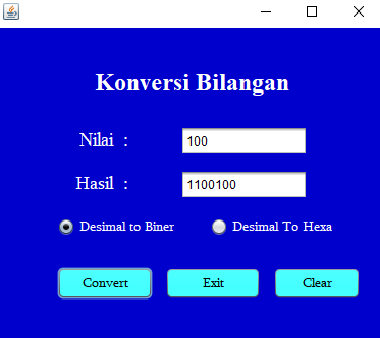 Konversi Bilangan
Nilai :
100
Hasil :
1100100
Desimal to Biner
Desimal To Hexa
Convert
Exit
Clear